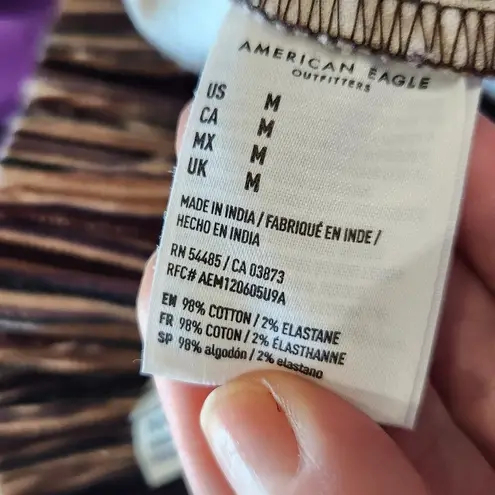 AMERICAN EAGLE
OUTFITTERS
US M
CA M
MX M
UK M
MADE IN INDIA / FABRIQUÉ EN INDE /
HECHO EN INDIA
RN 54485 / CA 03873
RFC# AEM120605U9A
EN 98% COTTON / 2% ELASTANE
FR 98% COTON / 2% ÉLASTHANNE
SP 98% algodón / 2% elastano